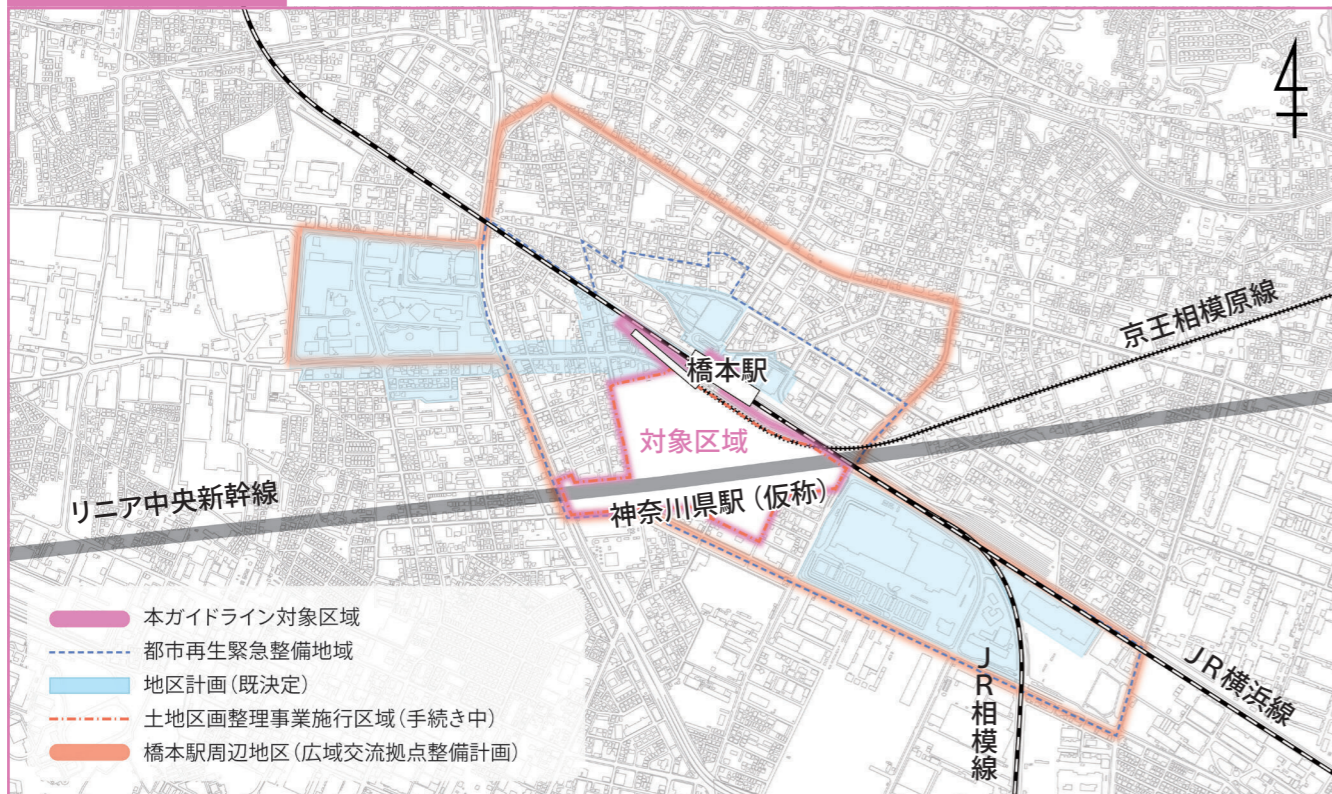 京王相模原線
橋本駅
対象区域
リニア中央新幹線
神奈川県駅（仮称）
JR横浜線
JR相模線
本ガイドライン対象区域
都市再生緊急整備地域
地区計画（既決定）
土地区画整理事業施行区域（手続き中）
橋本駅周辺地区（広域交流拠点整備計画）